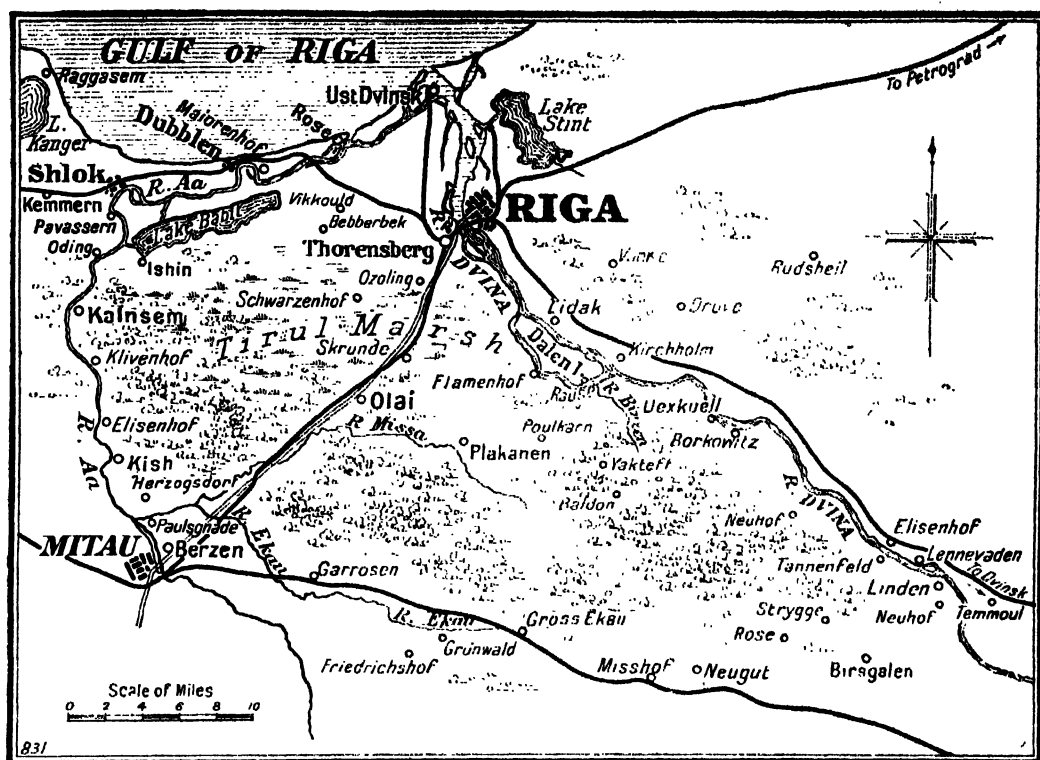 GULF OF RIGA
Raggasem
L. Kanger
Ust Dvinsk
Lake Stint
To Petrograd
Maiorenhof
Dubblen
Rose
Shlok
R. Aa
Kemmern
Pavassern
Oding
Lake Babit
Ishin
Vikkould
Bebberbek
Thorensberg
RIGA
R. DVINA
Ozoling
Schwarzenhof
Rudsheil
Lidak
Kainsem
Tirul Marsh
Skrunde
Klivenhof
Dalen I.
Kirchholm
Flamenhof
Olai
R Missa
Uexkuell
Borkowitz
Elisenhof
R. Aa
Kish
Herzogsdorf
Poulkarn
Plakanen
Yakteff
Baldon
R. DVINA
Neuhof
Elisenhof
Paulsgnade
R. Ekau
MITAU
Berzen
Garrosen
Tannenfeld
Lennevaden
To Dvinsk
Linden
Neuhof
Temmoul
Strygge
Rose
R. Ekau
Gross Ekau
Grünwald
Friedrichshof
Misshof
Neugut
Birsgalen
Scale of Miles
0 2 4 6 8 10
831